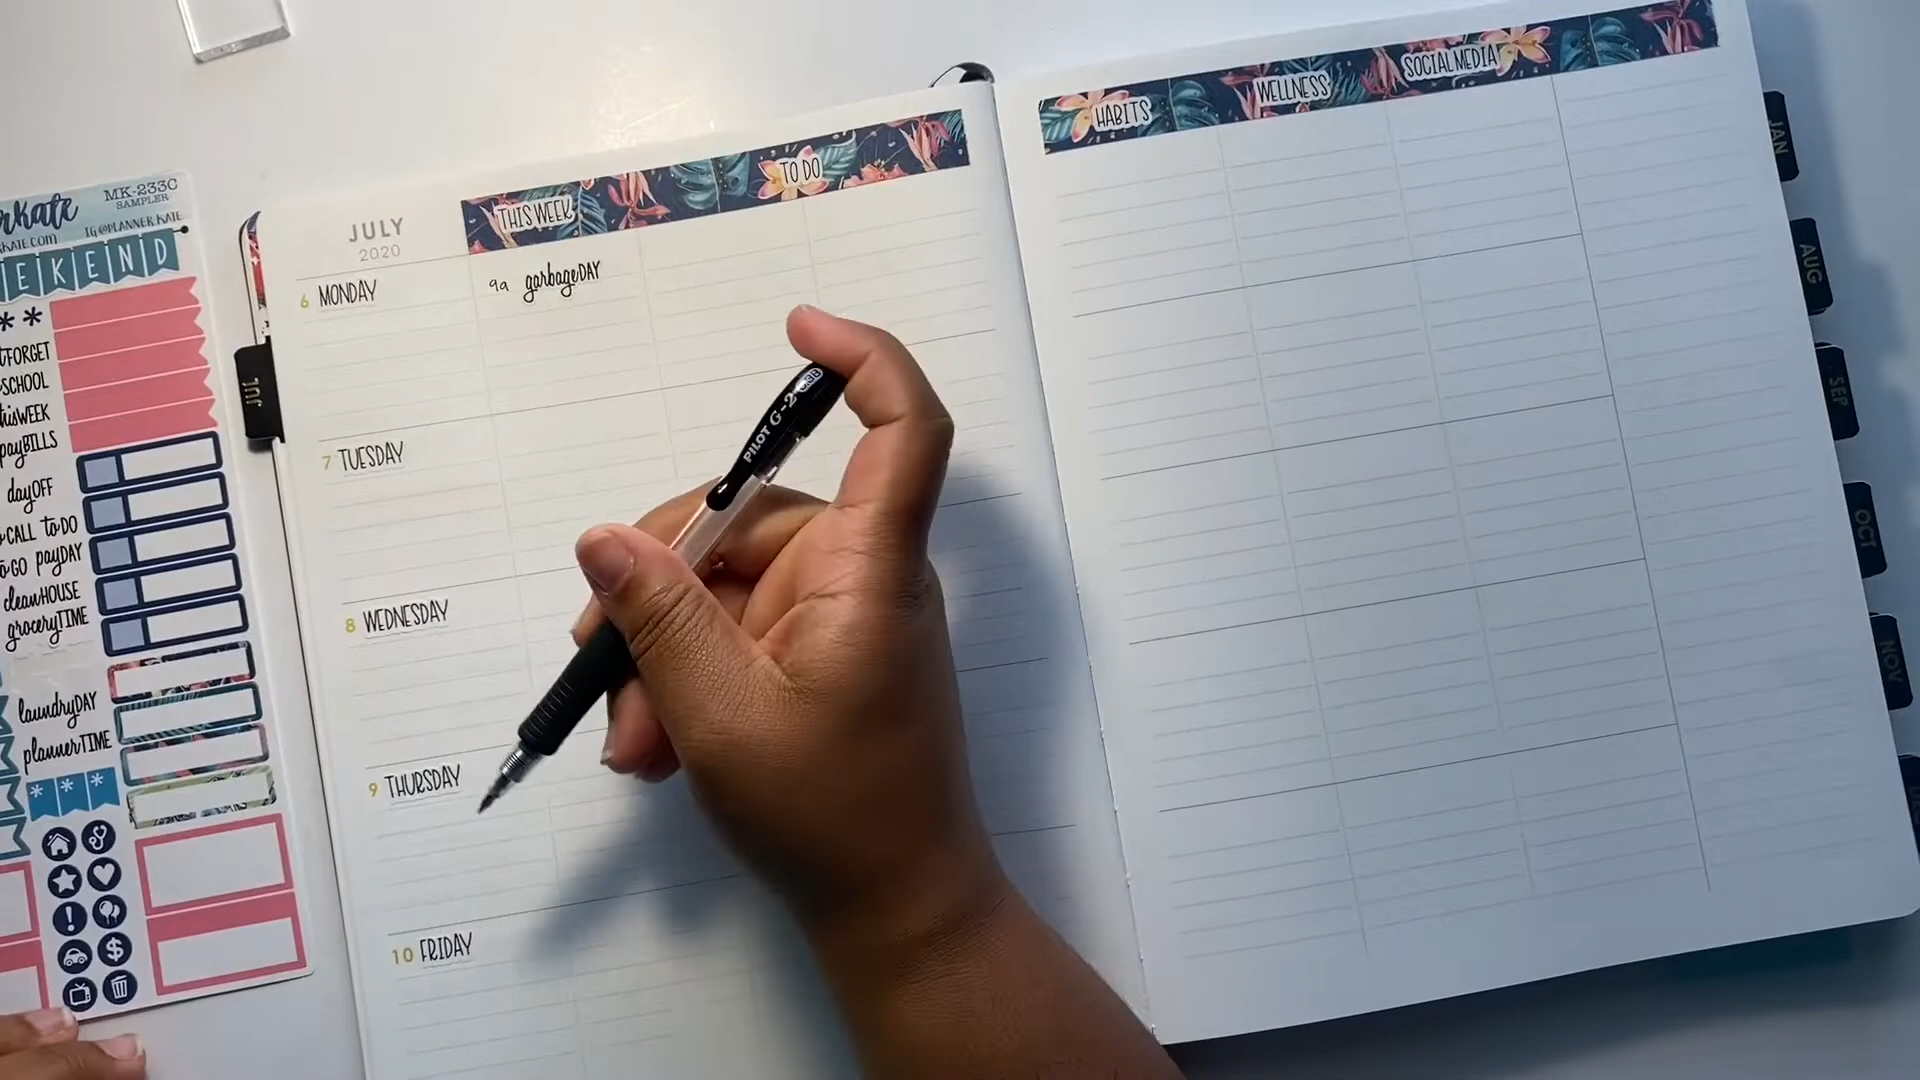 MK-233C
SAMPLER
IG@PLANNER.KATE
EKEND
FORGET
SCHOOL
thisWEEK
payBILLS
dayOFF
CALL to DO
GO payDAY
cleanHOUSE
groceryTIME
laundryDAY
plannerTIME
JUL
JULY
2020
THIS WEEK
TO DO
6 MONDAY
9a garbageDAY
7 TUESDAY
8 WEDNESDAY
9 THURSDAY
10 FRIDAY
PILOT G-2
HABITS
WELLNESS
SOCIAL MEDIA
JAN
AUG
SEP
OCT
NOV